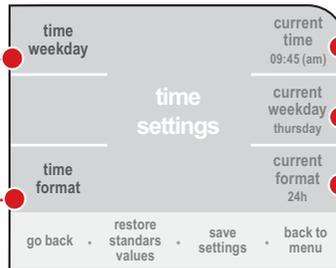 time
weekday
current
time
09:45 (am)
time
settings
current
weekday
thursday
time
format
current
format
24h
go back • restore
standars
values • save
settings • back to
menu